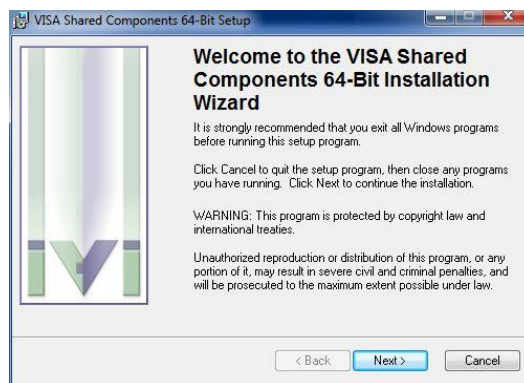 VISA Shared Components 64-Bit Setup
Welcome to the VISA Shared
Components 64-Bit Installation
Wizard
It is strongly recommended that you exit all Windows programs
before running this setup program.
Click Cancel to quit the setup program, then close any programs
you have running. Click Next to continue the installation.
WARNING: This program is protected by copyright law and
international treaties.
Unauthorized reproduction or distribution of this program, or any
portion of it, may result in severe civil and criminal penalties, and
will be prosecuted to the maximum extent possible under law.
IVI
< Back Next > Cancel